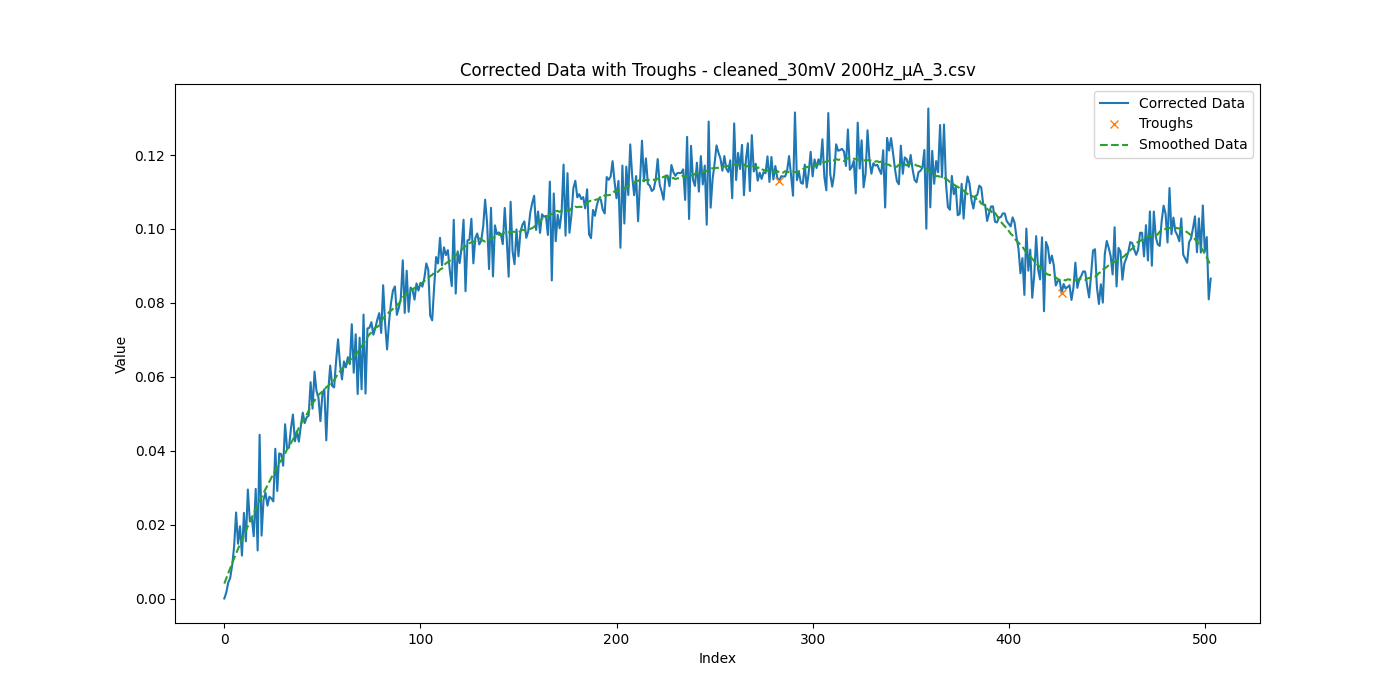 Corrected Data with Troughs - cleaned_30mV 200Hz_µA_3.csv
Corrected Data
Troughs
Smoothed Data
0.12
0.10
0.08
0.06
0.04
0.02
0.00
Value
0 100 200 300 400 500
Index